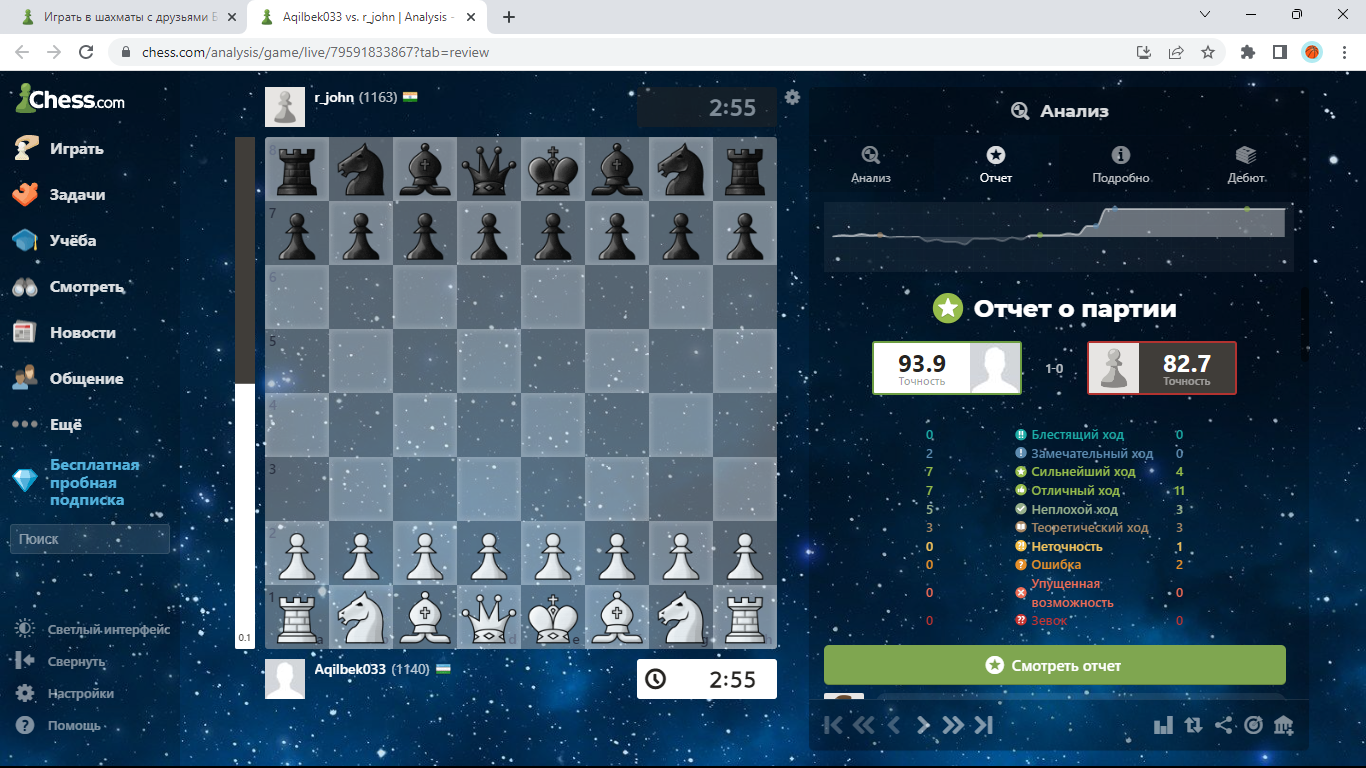 Играть в шахматы с друзьями Б
Aqilbek033 vs. r_john | Analysis -
chess.com/analysis/game/live/79591833867?tab=review
Chess.com
Играть
Задачи
Учёба
Смотреть
Новости
Общение
Ещё
Бесплатная
пробная
подписка
Поиск
Светлый интерфейс
Свернуть
Настройки
Помощь
r_john (1163)
2:55
8
7
6
5
4
3
2
1
a
d
e
g
h
0.1
Aqilbek033 (1140)
2:55
Анализ
Анализ
Отчет
Подробно
Дебют
Отчет о партии
93.9
Точность
1-0
82.7
Точность
0 Блестящий ход 0
2 Замечательный ход 0
7 Сильнейший ход 4
7 Отличный ход 11
5 Неплохой ход 3
3 Теоретический ход 3
0 Неточность 1
0 Ошибка 2
0 Упущенная
возможность 0
0 Зевок 0
Смотреть отчет